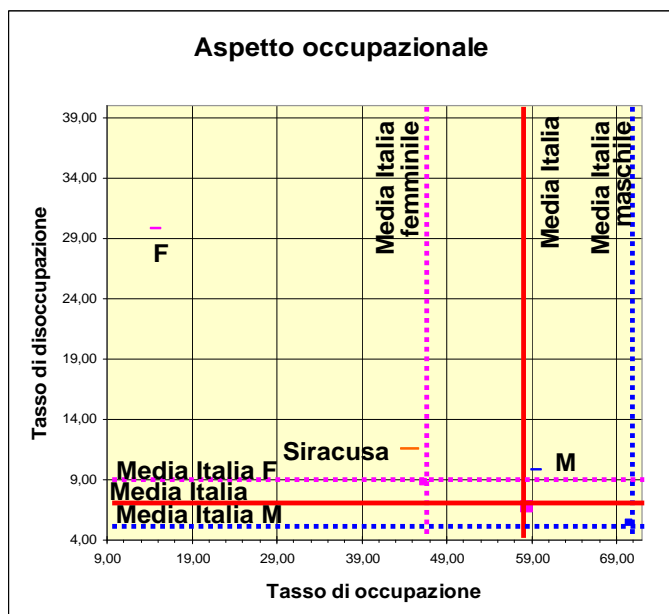 Aspetto occupazionale
Tasso di disoccupazione
39,00
34,00
29,00
24,00
19,00
14,00
9,00
4,00
Media Italia
femminile
Media Italia
Media Italia
maschile
F
Siracusa
M
Media Italia F
Media Italia
Media Italia M
9,00 19,00 29,00 39,00 49,00 59,00 69,00
Tasso di occupazione